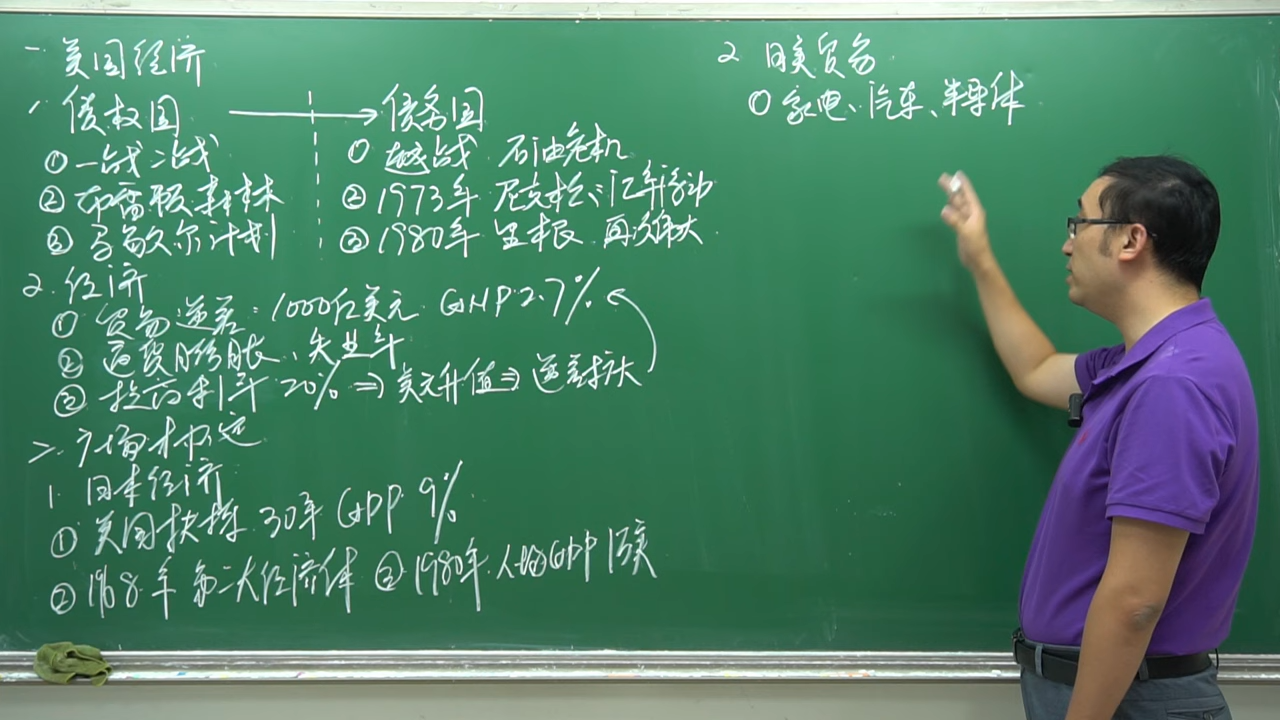 一 美国经济
1 债权国 → 债务国
① 一战 冷战 ① 越战 石油危机
② 布雷顿森林 ② 1973年 尼克松：汇率浮动
③ 马歇尔计划 ③ 1980年 里根 再次伟大
2. 经济
① 贸易逆差：1000亿美元 GNP 2.7%
② 通货膨胀、失业率
③ 提高利率 20% ⇒ 美元升值 ⇒ 逆差扩大
二. 广场协定
1. 日本经济
① 美国扶持 30年 GDP 9%
② 1968年 第二大经济体 ③ 1980年. 人均GDP 1万美
2 日美贸易
① 家电、汽车、半导体